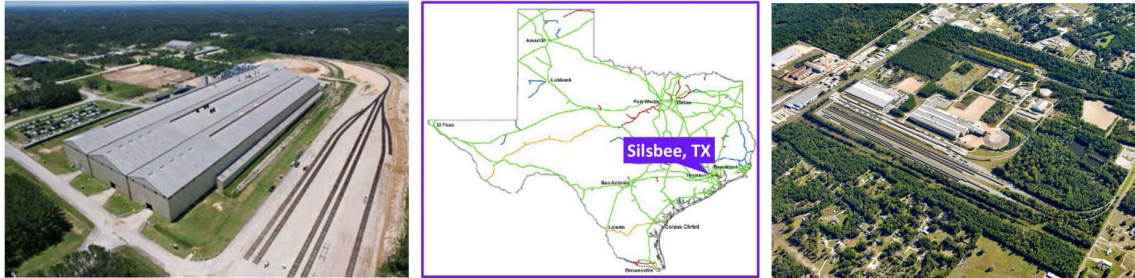 Amarillo
Lubbock
Fort Worth
Dallas
El Paso
Silsbee, TX
Beaumont
Houston
San Antonio
Laredo
Corpus Christi
Brownsville